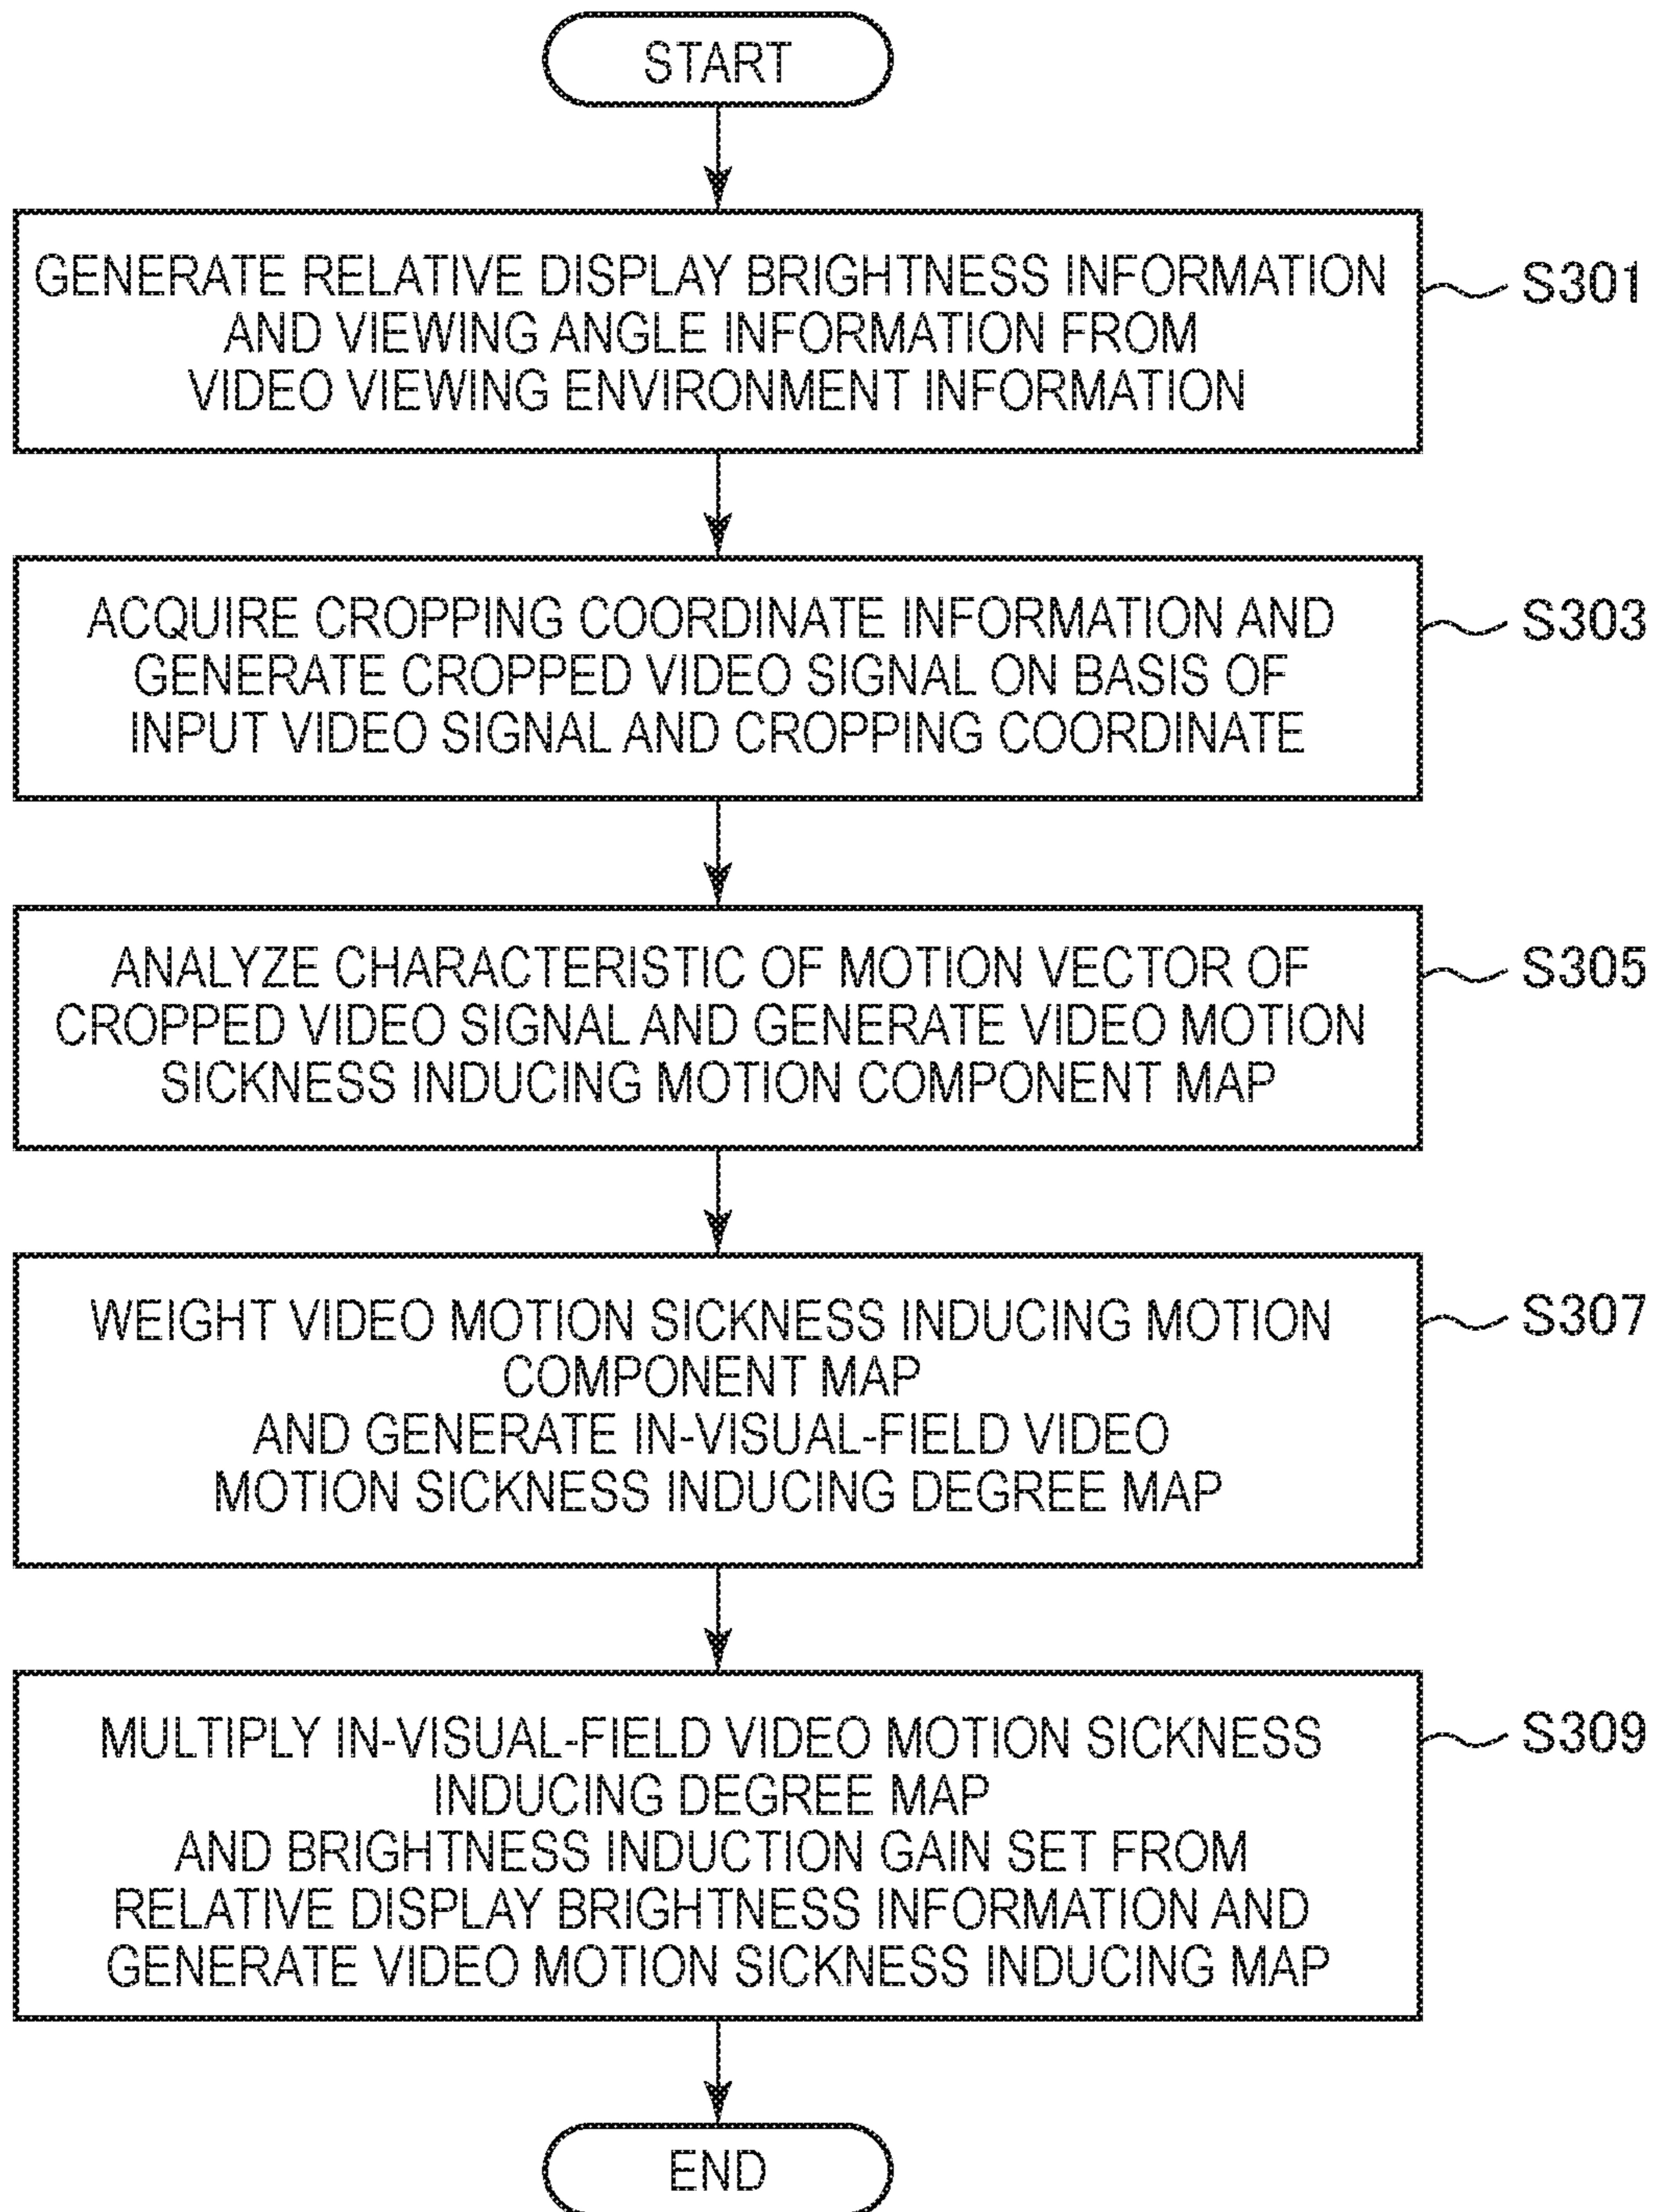 START
GENERATE RELATIVE DISPLAY BRIGHTNESS INFORMATION
AND VIEWING ANGLE INFORMATION FROM
VIDEO VIEWING ENVIRONMENT INFORMATION
S301
ACQUIRE CROPPING COORDINATE INFORMATION AND
GENERATE CROPPED VIDEO SIGNAL ON BASIS OF
INPUT VIDEO SIGNAL AND CROPPING COORDINATE
S303
ANALYZE CHARACTERISTIC OF MOTION VECTOR OF
CROPPED VIDEO SIGNAL AND GENERATE VIDEO MOTION
SICKNESS INDUCING MOTION COMPONENT MAP
S305
WEIGHT VIDEO MOTION SICKNESS INDUCING MOTION
COMPONENT MAP
AND GENERATE IN-VISUAL-FIELD VIDEO
MOTION SICKNESS INDUCING DEGREE MAP
S307
MULTIPLY IN-VISUAL-FIELD VIDEO MOTION SICKNESS
INDUCING DEGREE MAP
AND BRIGHTNESS INDUCTION GAIN SET FROM
RELATIVE DISPLAY BRIGHTNESS INFORMATION AND
GENERATE VIDEO MOTION SICKNESS INDUCING MAP
S309
END